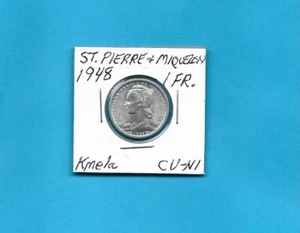 ST. PIERRE + MIQUELON
1948 1 FR.
Km#1a CU-NI